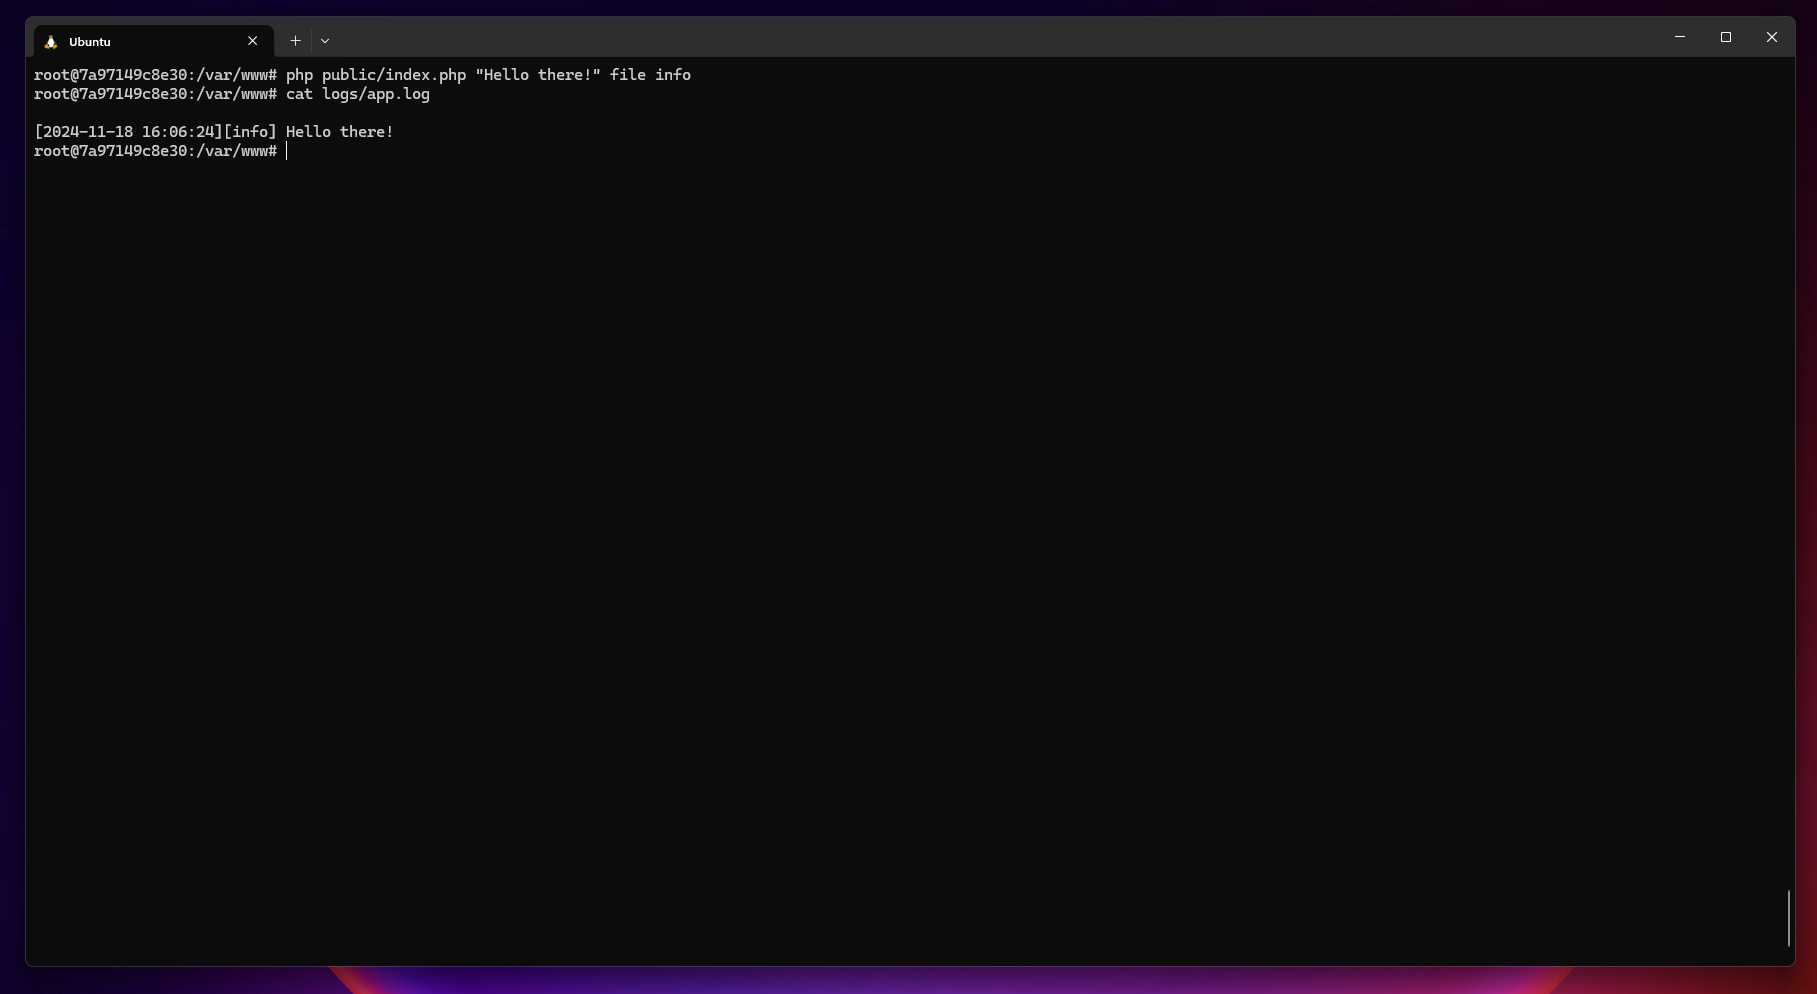 Ubuntu
root@7a97149c8e30:/var/www# php public/index.php "Hello there!" file info
root@7a97149c8e30:/var/www# cat logs/app.log
[2024-11-18 16:06:24][info] Hello there!
root@7a97149c8e30:/var/www#